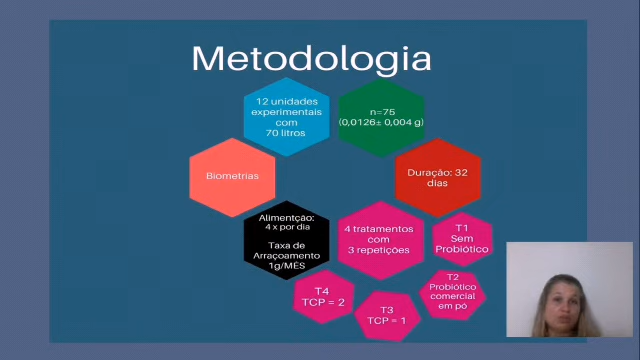 Metodologia
12 unidades
experimentais
com
70 litros
n=75
(0,0126± 0,004 g)
Biometrias
Duração: 32
dias
Alimentção:
4 x por dia
Taxa de
Arraçoamento
1g/MÊS
4 tratamentos
com
3 repetições
T1
Sem
Probiótico
T2
Probiótico
comercial
em pó
T3
TCP = 1
T4
TCP = 2